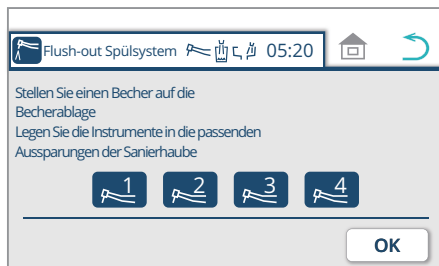 Flush-out Spülsystem 05:20
Stellen Sie einen Becher auf die
Becherablage
Legen Sie die Instrumente in die passenden
Aussparungen der Sanierhaube
1 2 3 4
OK